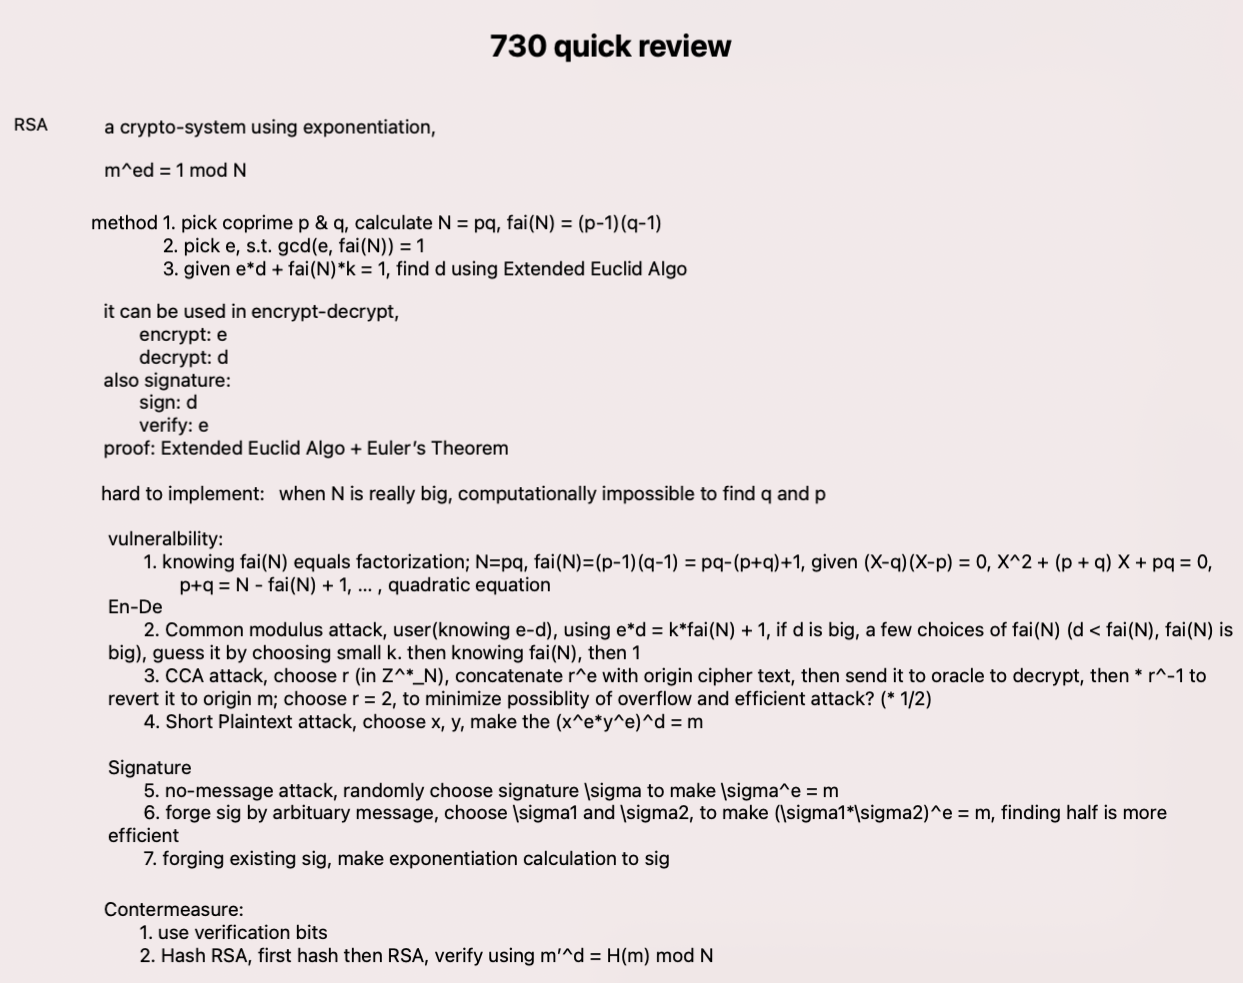 730 quick review
RSA a crypto-system using exponentiation,
m^ed = 1 mod N
method 1. pick coprime p & q, calculate N = pq, fai(N) = (p-1)(q-1)
2. pick e, s.t. gcd(e, fai(N)) = 1
3. given e*d + fai(N)*k = 1, find d using Extended Euclid Algo
it can be used in encrypt-decrypt,
encrypt: e
decrypt: d
also signature:
sign: d
verify: e
proof: Extended Euclid Algo + Euler's Theorem
hard to implement: when N is really big, computationally impossible to find q and p
vulneralbility:
1. knowing fai(N) equals factorization; N=pq, fai(N)=(p-1)(q-1) = pq-(p+q)+1, given (X-q)(X-p) = 0, X^2 + (p + q) X + pq = 0,
p+q = N - fai(N) + 1, ... , quadratic equation
En-De
2. Common modulus attack, user(knowing e-d), using e*d = k*fai(N) + 1, if d is big, a few choices of fai(N) (d < fai(N), fai(N) is
big), guess it by choosing small k. then knowing fai(N), then 1
3. CCA attack, choose r (in Z^*_N), concatenate r^e with origin cipher text, then send it to oracle to decrypt, then * r^-1 to
revert it to origin m; choose r = 2, to minimize possiblity of overflow and efficient attack? (* 1/2)
4. Short Plaintext attack, choose x, y, make the (x^e*y^e)^d = m
Signature
5. no-message attack, randomly choose signature \sigma to make \sigma^e = m
6. forge sig by arbituary message, choose \sigma1 and \sigma2, to make (\sigma1*\sigma2)^e = m, finding half is more
efficient
7. forging existing sig, make exponentiation calculation to sig
Contermeasure:
1. use verification bits
2. Hash RSA, first hash then RSA, verify using m'^d = H(m) mod N